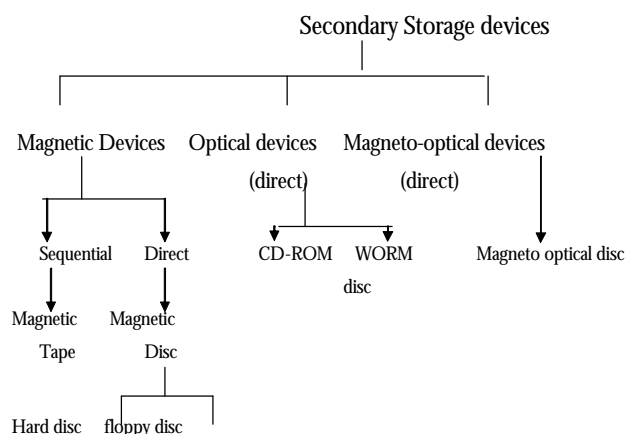 Secondary Storage devices
Magnetic Devices Optical devices Magneto-optical devices
(direct) (direct)
Sequential Direct CD-ROM WORM Magneto optical disc
disc
Magnetic Magnetic
Tape Disc
Hard disc floppy disc